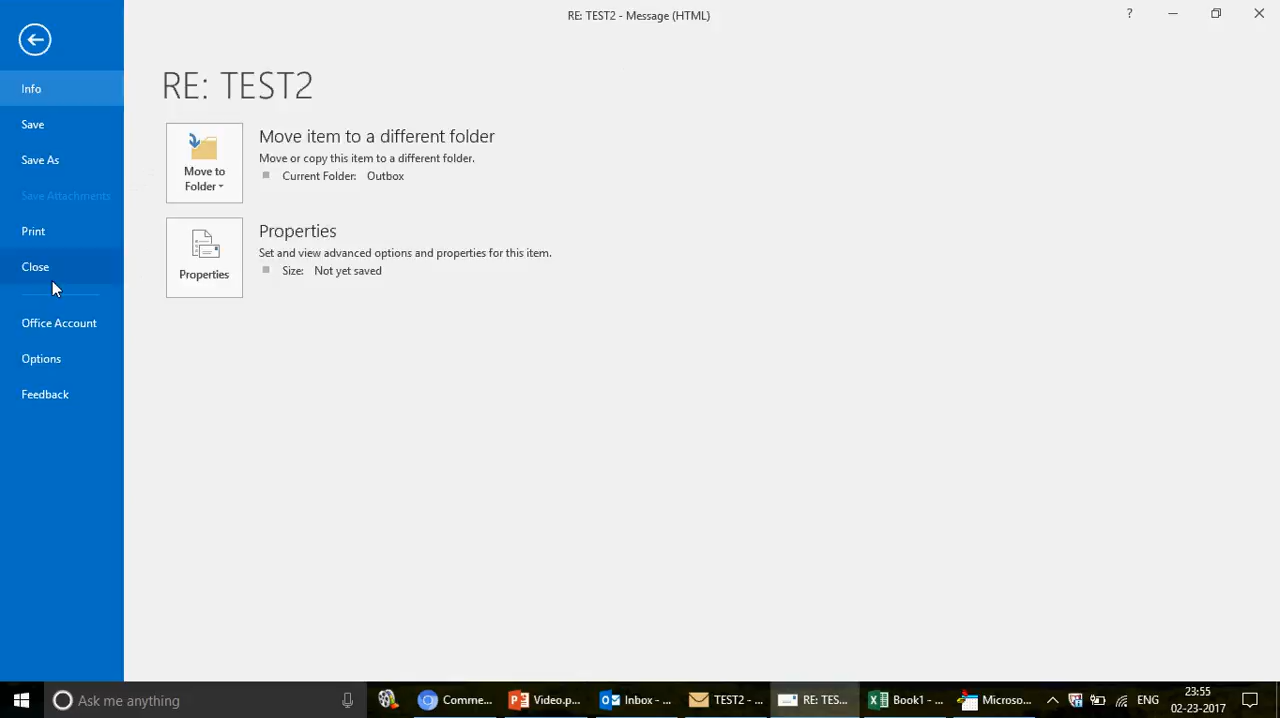 RE: TEST2 - Message (HTML)
?
Info
Save
Save As
Save Attachments
Print
Close
Office Account
Options
Feedback
RE: TEST2
Move to
Folder
Move item to a different folder
Move or copy this item to a different folder.
Current Folder: Outbox
Properties
Properties
Set and view advanced options and properties for this item.
Size: Not yet saved
Ask me anything
Comme...
Video.p...
Inbox - ...
TEST2 - ...
RE: TES...
Book1 - ...
Microso...
ENG
23:55
02-23-2017